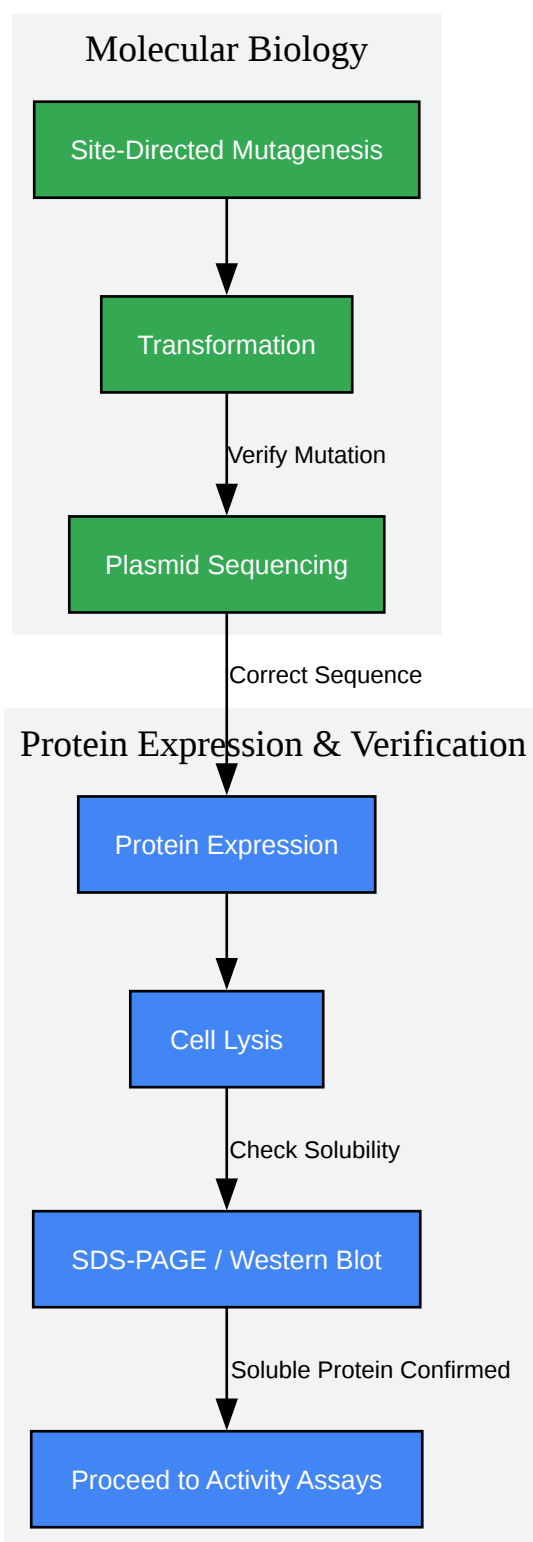 Molecular Biology
Site-Directed Mutagenesis
Transformation
Verify Mutation
Plasmid Sequencing
Correct Sequence
Protein Expression & Verification
Protein Expression
Cell Lysis
Check Solubility
SDS-PAGE / Western Blot
Soluble Protein Confirmed
Proceed to Activity Assays